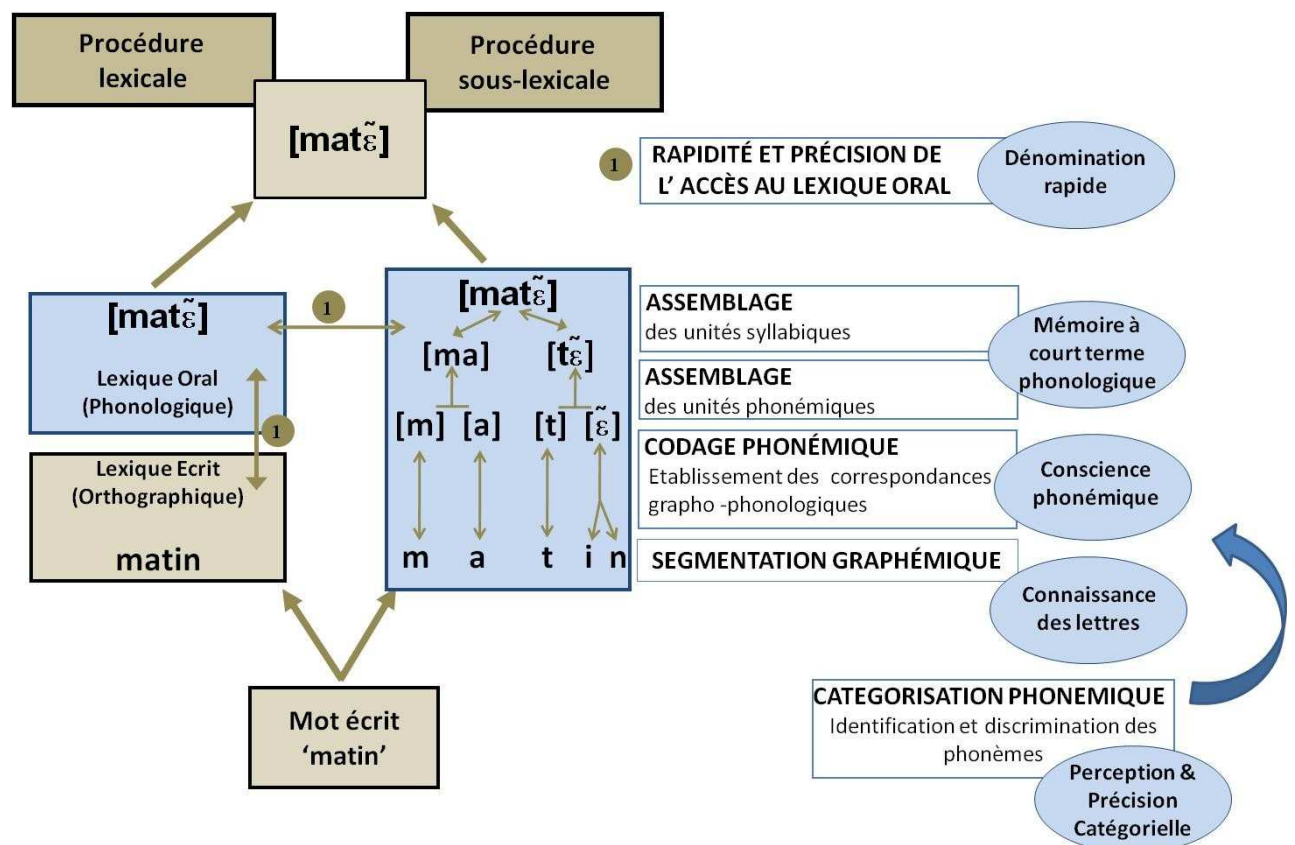 Procédure
lexicale
Procédure
sous-lexicale
[matɛ̃]
1
RAPIDITÉ ET PRÉCISION DE
L’ ACCÈS AU LEXIQUE ORAL
Dénomination
rapide
[matɛ̃]
Lexique Oral
(Phonologique)
1
1
Lexique Ecrit
(Orthographique)
matin
[matɛ̃]
[ma] [tɛ̃]
[m] [a] [t] [ɛ̃]
m a t i n
ASSEMBLAGE
des unités syllabiques
ASSEMBLAGE
des unités phonémiques
Mémoire à
court terme
phonologique
CODAGE PHONÉMIQUE
Etablissement des correspondances
grapho -phonologiques
Conscience
phonémique
SEGMENTATION GRAPHÉMIQUE
Connaissance
des lettres
Mot écrit
‘matin’
CATEGORISATION PHONEMIQUE
Identification et discrimination des
phonèmes
Perception &
Précision
Catégorielle